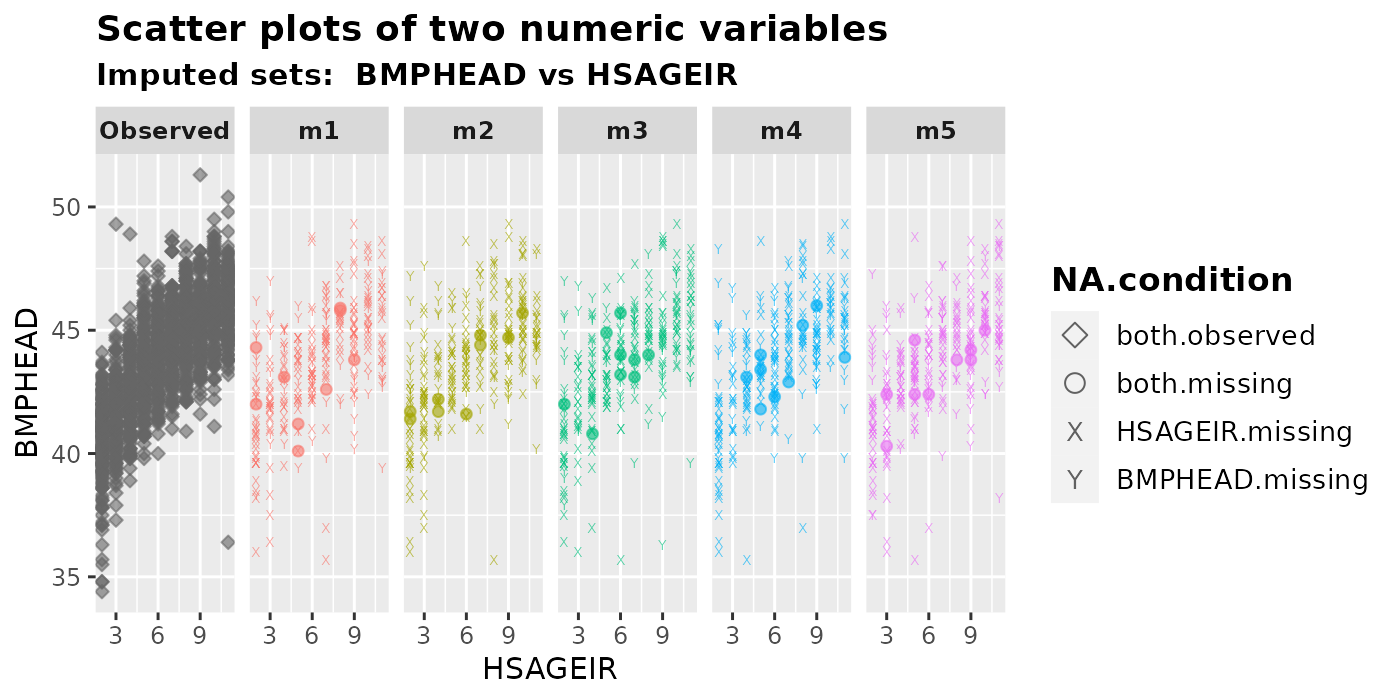 Scatter plots of two numeric variables
Imputed sets:  BMPHEAD vs HSAGEIR
Observed m1 m2 m3 m4 m5
50
45
40
35
BMPHEAD
3 6 9 3 6 9 3 6 9 3 6 9 3 6 9 3 6 9
HSAGEIR
NA.condition
both.observed
both.missing
X HSAGEIR.missing
Y BMPHEAD.missing